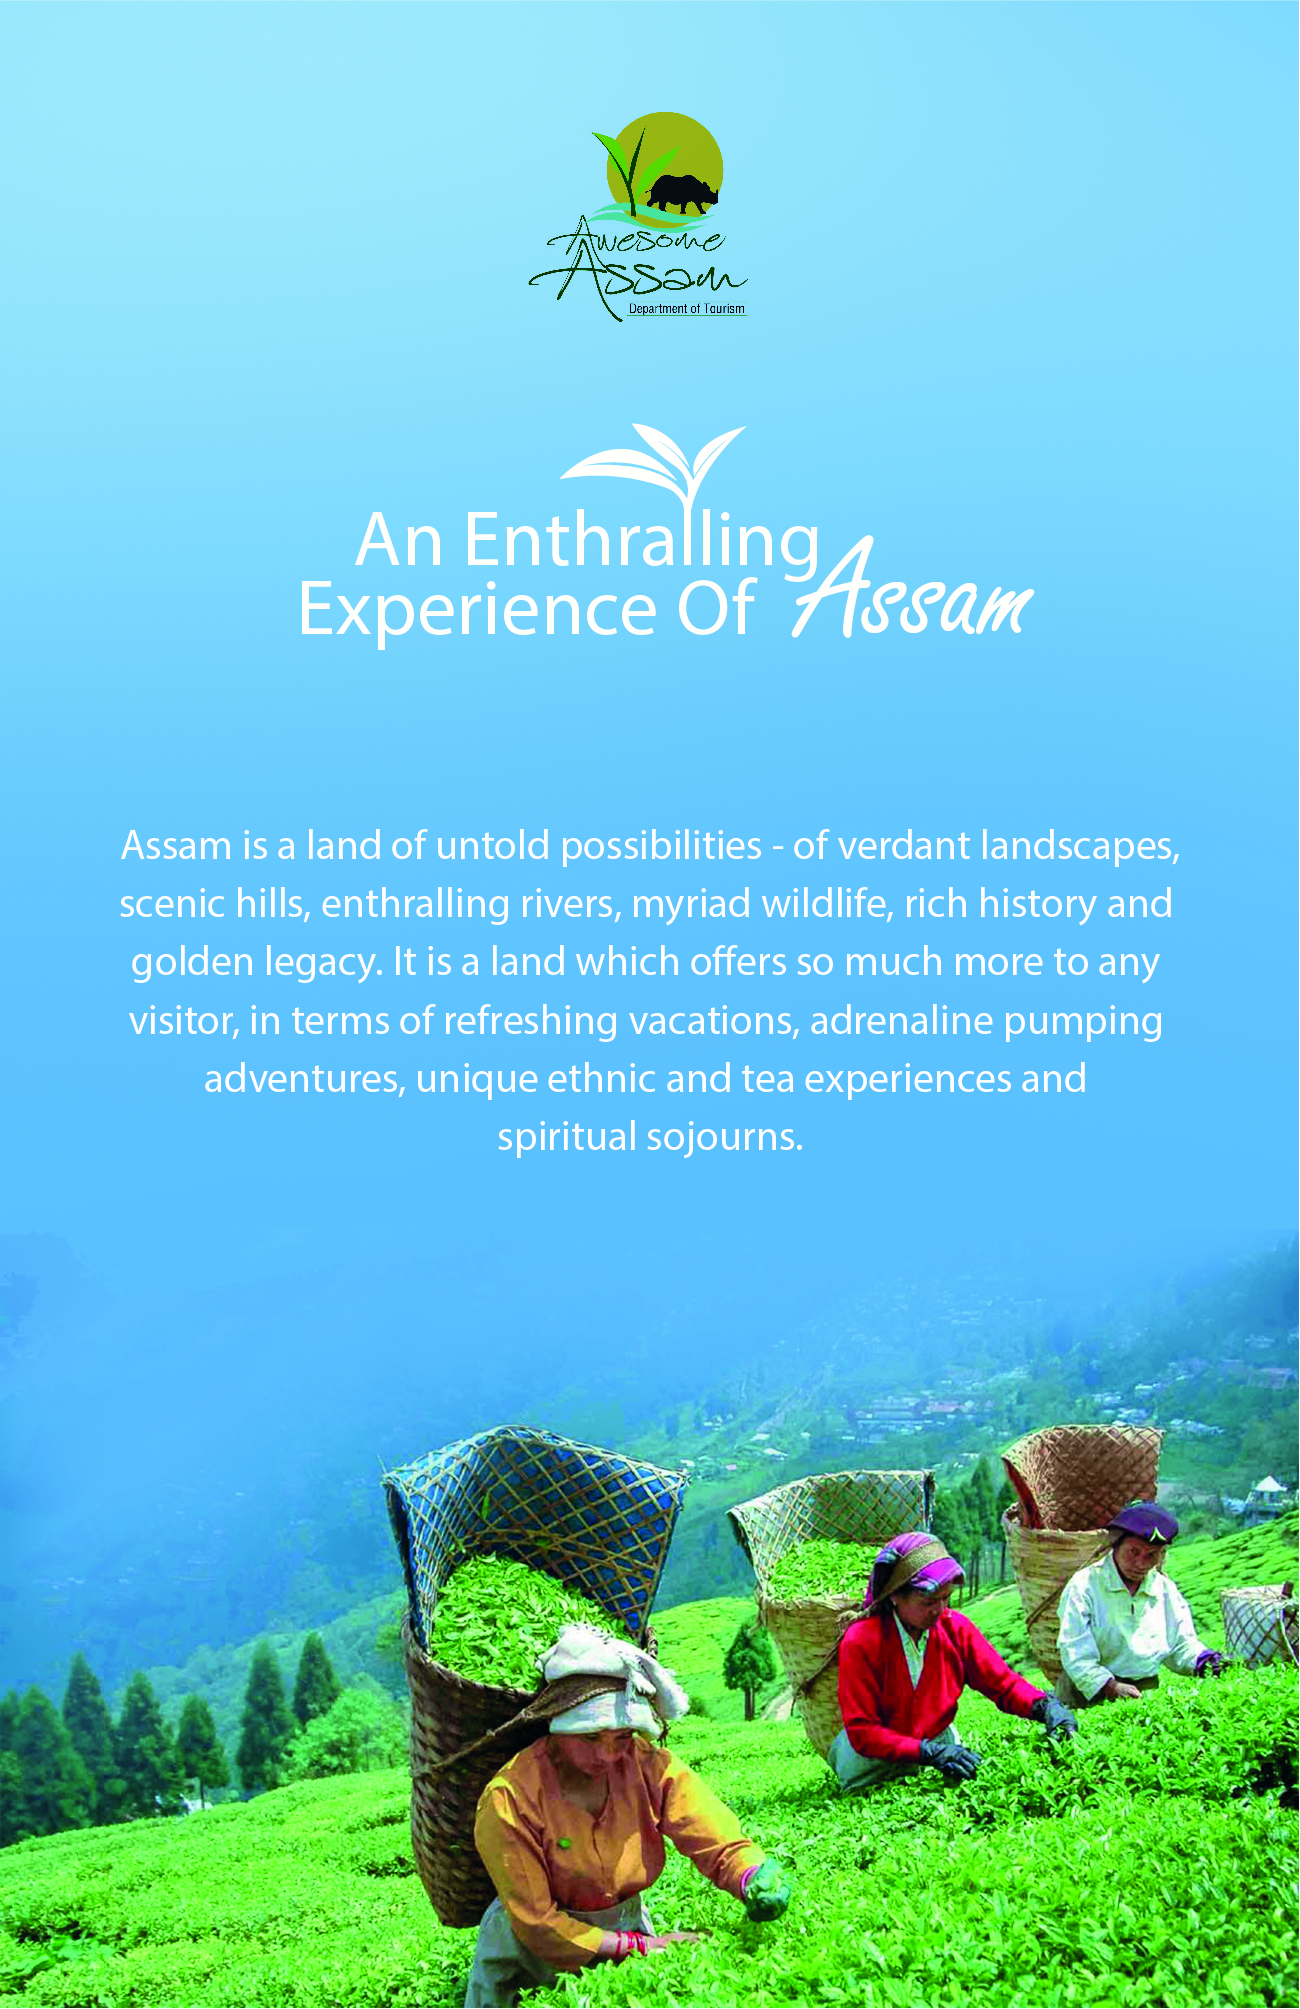 Awesome
Assam
Department of Tourism
An Enthralling
Experience Of Assam
Assam is a land of untold possibilities - of verdant landscapes,
scenic hills, enthralling rivers, myriad wildlife, rich history and
golden legacy. It is a land which offers so much more to any
visitor, in terms of refreshing vacations, adrenaline pumping
adventures, unique ethnic and tea experiences and
spiritual sojourns.